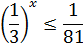 (1/3)^x ≤ 1/81